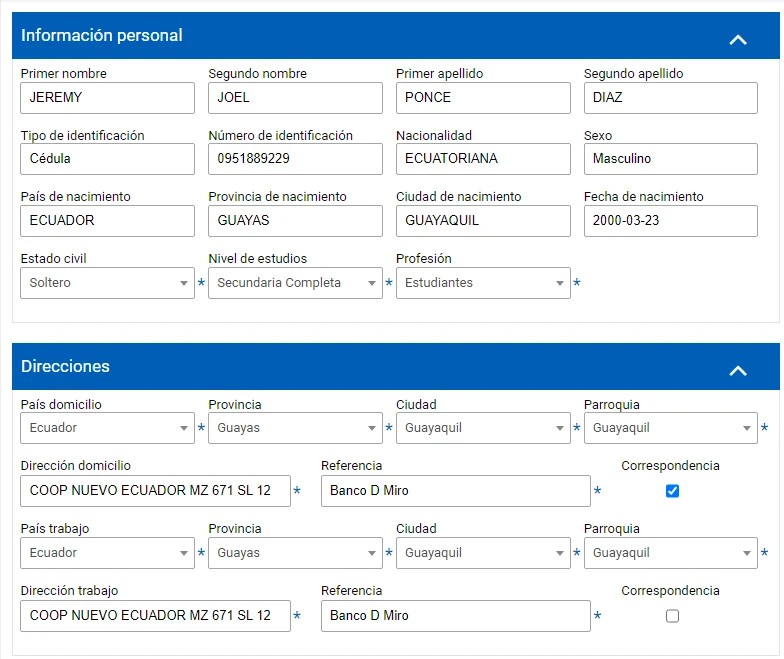 Información personal
Primer nombre Segundo nombre Primer apellido Segundo apellido
JEREMY JOEL PONCE DIAZ
Tipo de identificación Número de identificación Nacionalidad Sexo
Cédula 0951889229 ECUATORIANA Masculino
País de nacimiento Provincia de nacimiento Ciudad de nacimiento Fecha de nacimiento
ECUADOR GUAYAS GUAYAQUIL 2000-03-23
Estado civil Nivel de estudios Profesión
Soltero * Secundaria Completa * Estudiantes *
Direcciones
País domicilio Provincia Ciudad Parroquia
Ecuador * Guayas * Guayaquil * Guayaquil *
Dirección domicilio Referencia Correspondencia
COOP NUEVO ECUADOR MZ 671 SL 12 * Banco D Miro *
País trabajo Provincia Ciudad Parroquia
Ecuador * Guayas * Guayaquil * Guayaquil *
Dirección trabajo Referencia Correspondencia
COOP NUEVO ECUADOR MZ 671 SL 12 * Banco D Miro *